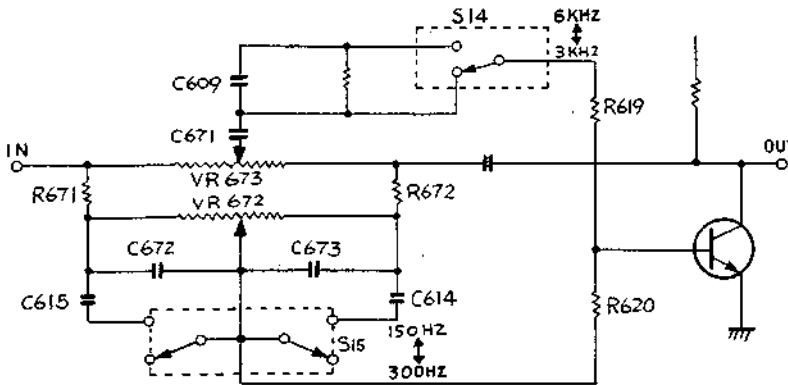 S14
6KHZ
3KHZ
C609
R619
C671
IN
OUT
VR 673
R671
R672
VR 672
C672
C673
C615
C614
S15
150HZ
300HZ
R620